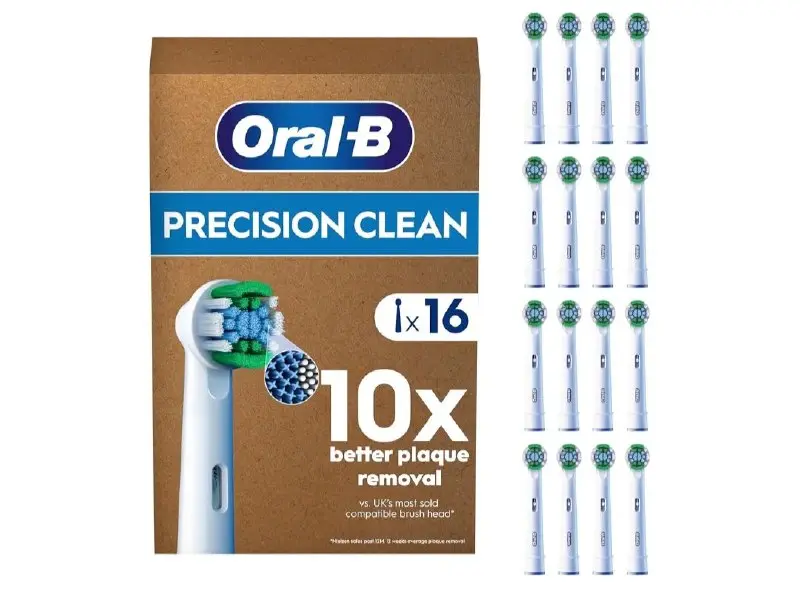 Oral-B
PRECISION CLEAN
x16
10x
better plaque
removal
vs. UK's most sold
compatible brush head*